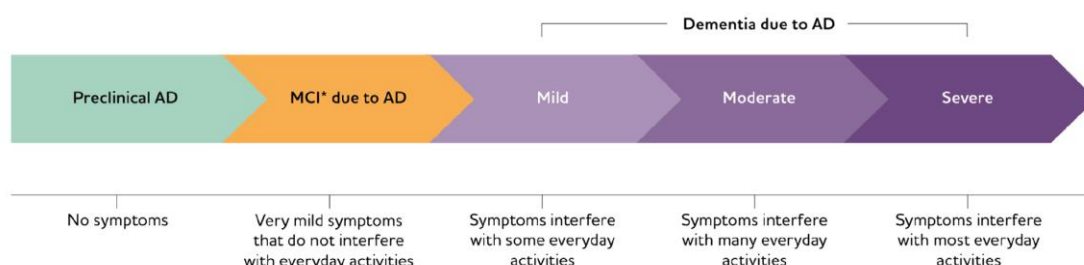 Dementia due to AD
Preclinical AD
MCI* due to AD
Mild
Moderate
Severe
No symptoms
Very mild symptoms
that do not interfere
with everyday activities
Symptoms interfere
with some everyday
activities
Symptoms interfere
with many everyday
activities
Symptoms interfere
with most everyday
activities